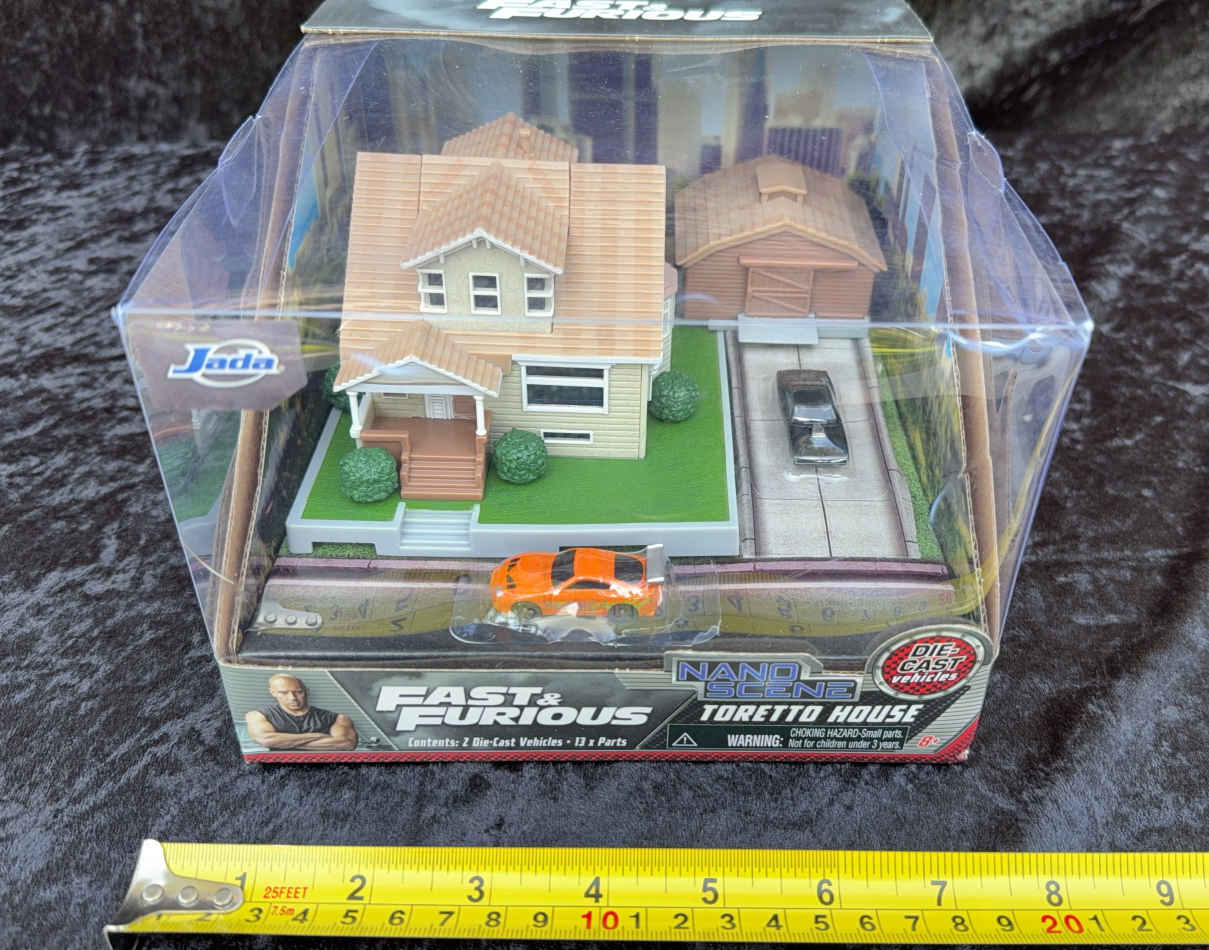 FAST & FURIOUS
Jada
NANO SCENE
DIE-CAST vehicles
FAST & FURIOUS
TORETTO HOUSE
Contents: 2 Die-Cast Vehicles • 13 x Parts
WARNING: CHOKING HAZARD-Small parts.
Not for children under 3 years.
8+
1 25FEET 2 3 4 5 6 7 8 9
3 7.5m 4 5 6 7 8 9 10 1 2 3 4 5 6 7 8 9 20 1 2 3